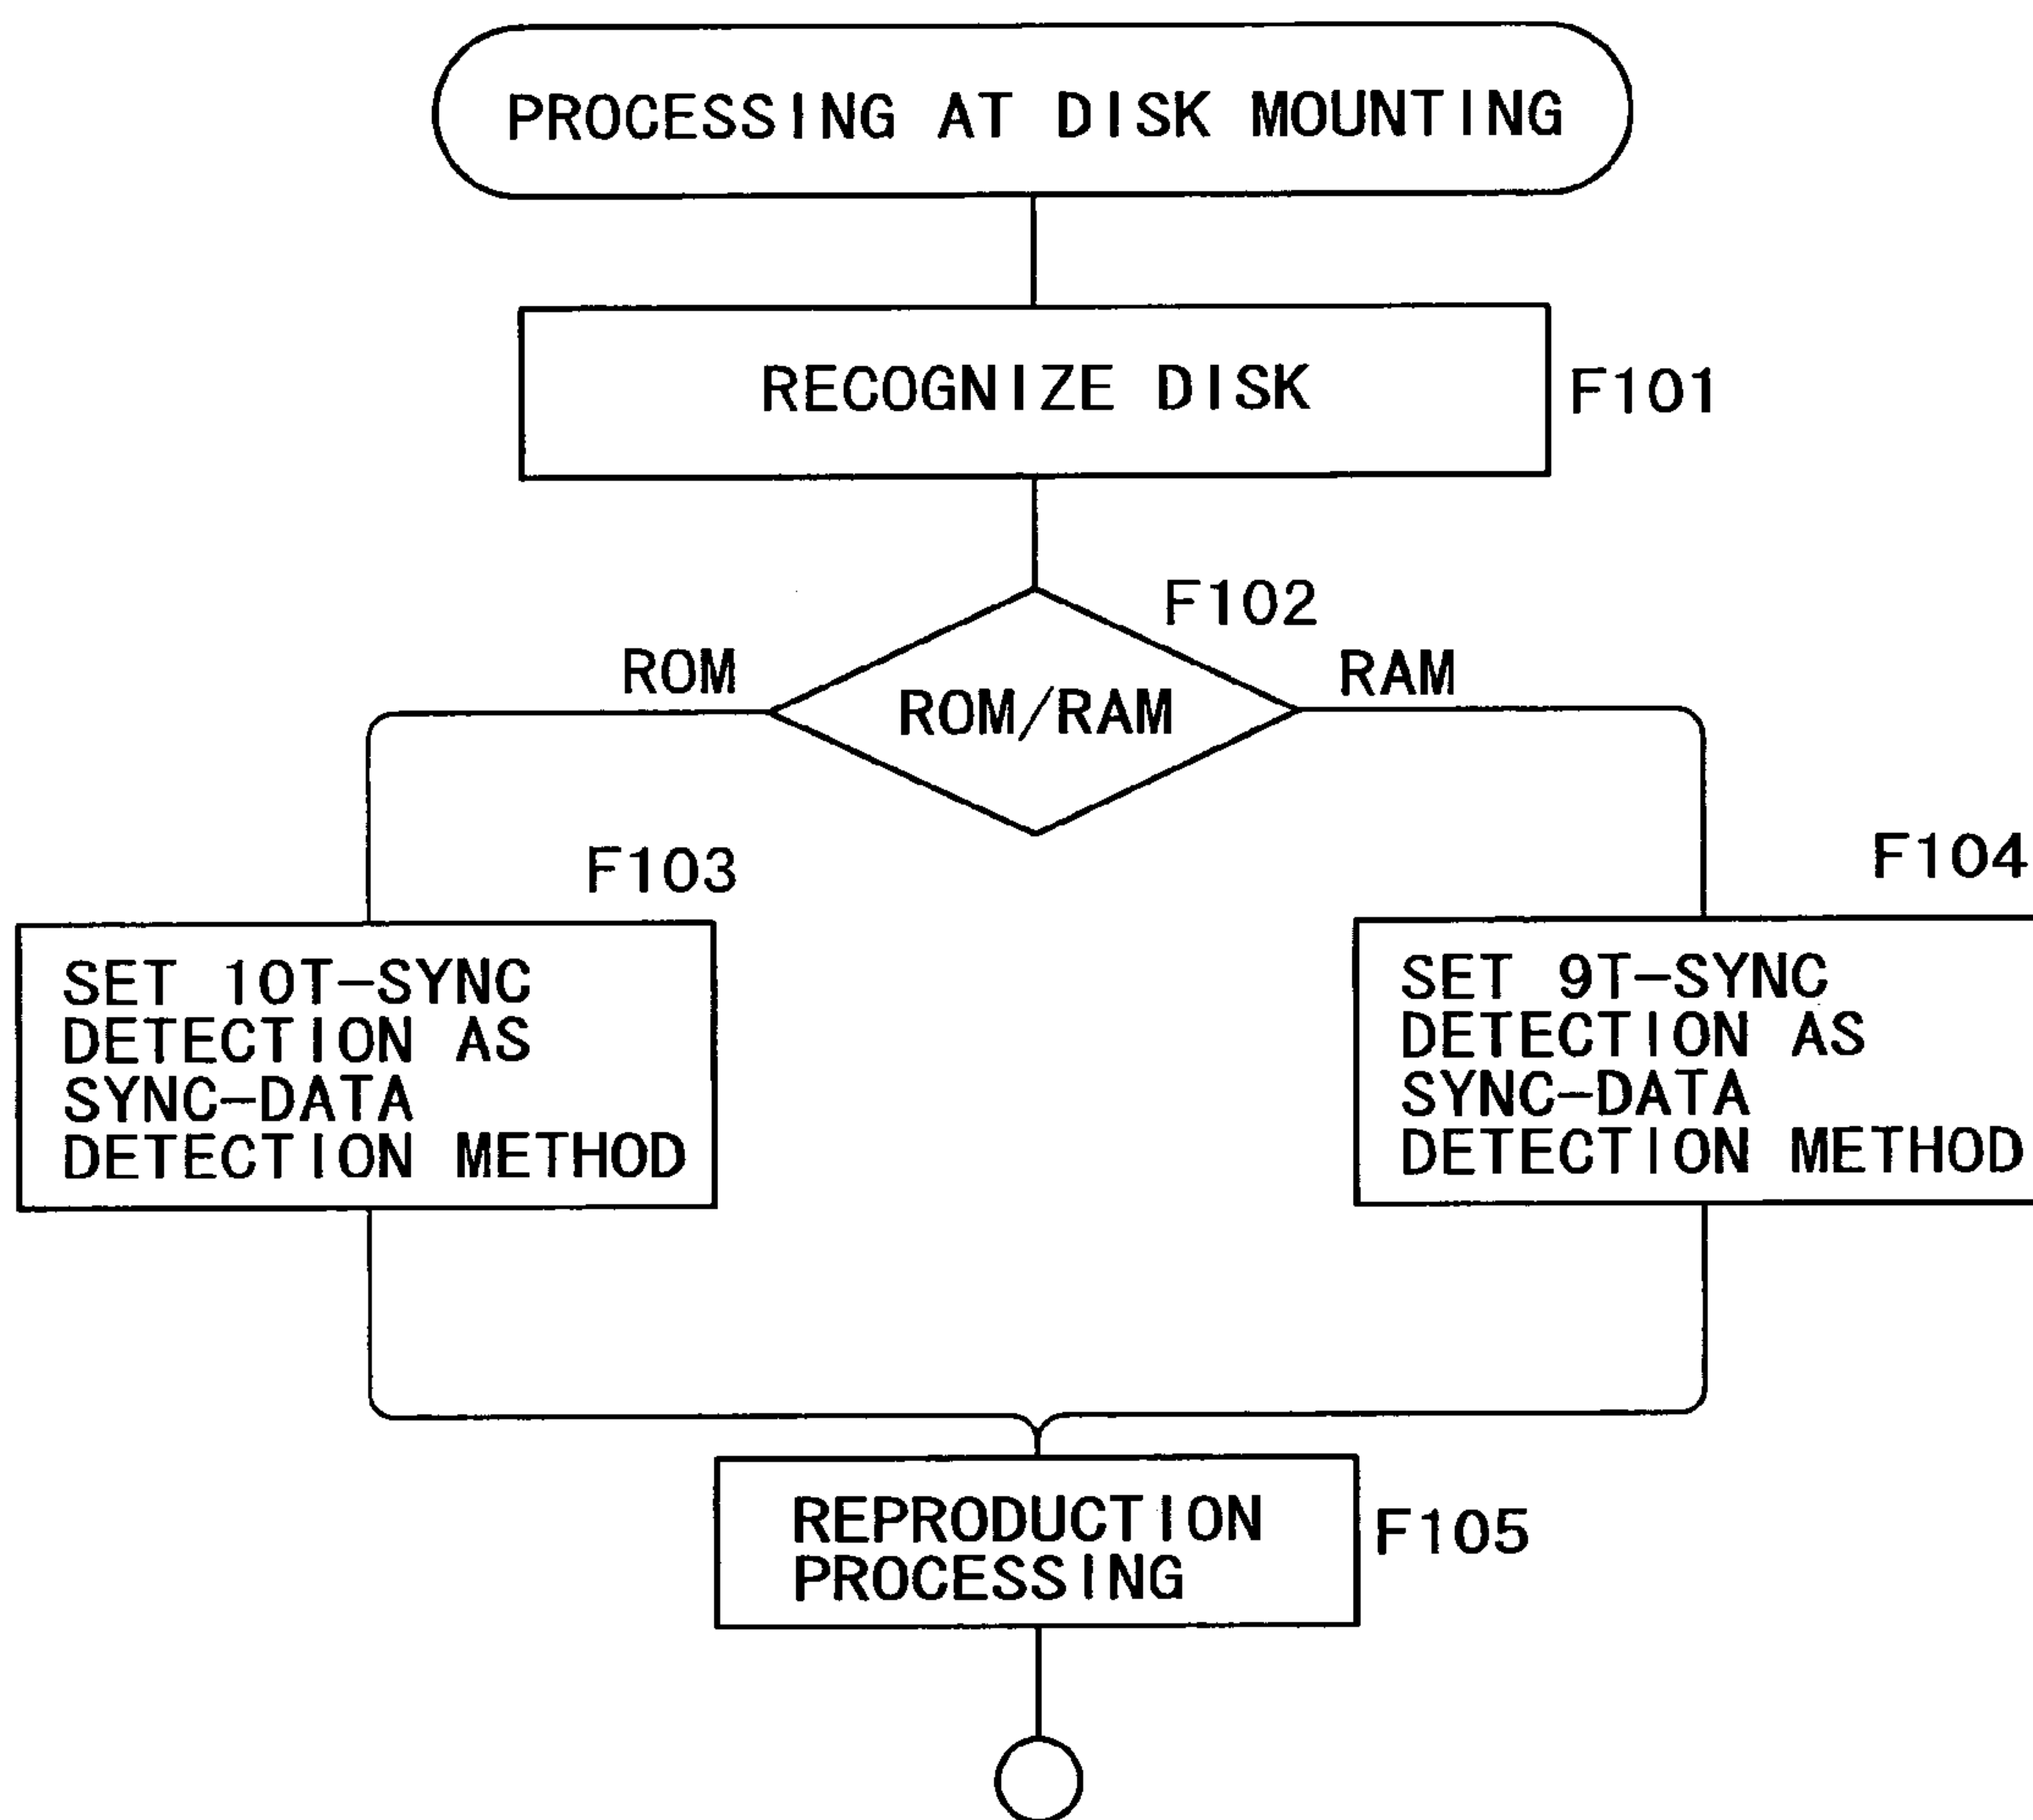 PROCESSING AT DISK MOUNTING
RECOGNIZE DISK
F101
F102
ROM
ROM/RAM
RAM
F103
SET 10T-SYNC
DETECTION AS
SYNC-DATA
DETECTION METHOD
F104
SET 9T-SYNC
DETECTION AS
SYNC-DATA
DETECTION METHOD
REPRODUCTION
PROCESSING
F105